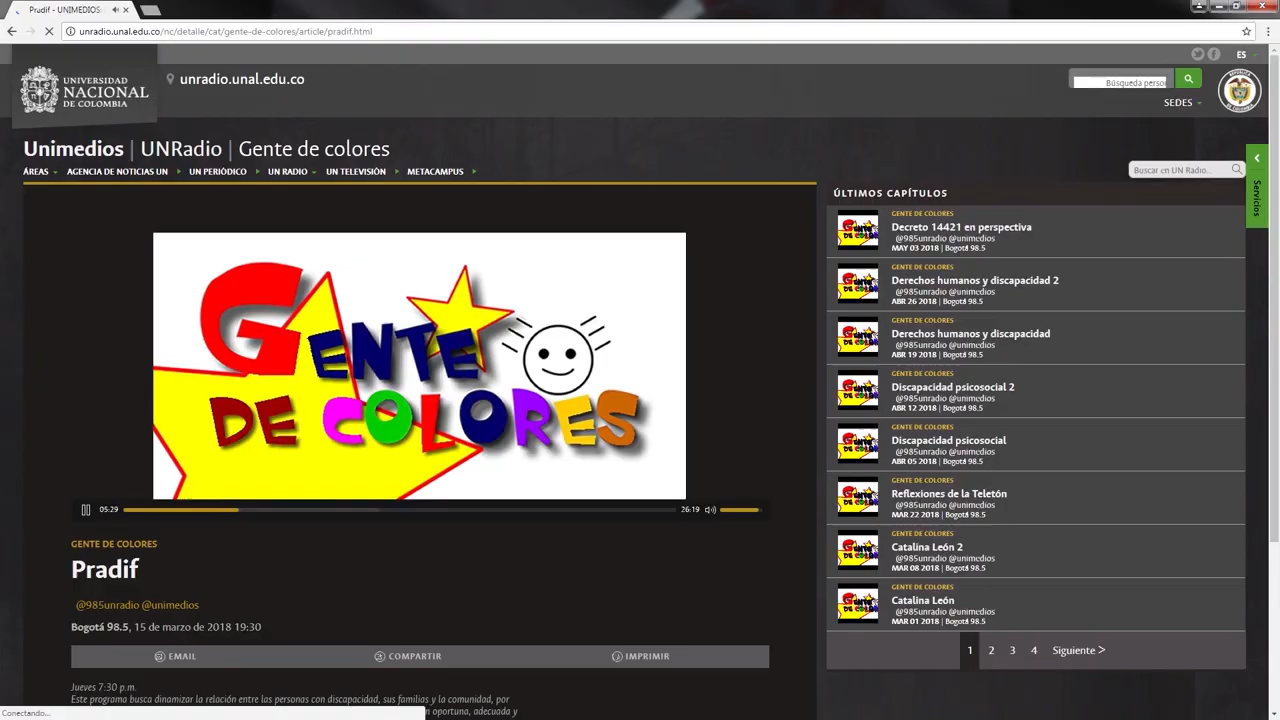 Prudif - UNIMEDIOS:
unradio.unal.edu.co/nc/detalle/cat/gente-de-colores/article/pradif.html
ES
UNIVERSIDAD
NACIONAL
DE COLOMBIA
unradio.unal.edu.co
Búsqueda perso
SEDES
Unimedios | UNRadio | Gente de colores
ÁREAS AGENCIA DE NOTICIAS UN UN PERIÓDICO UN RADIO UN TELEVISIÓN METACAMPUS
Buscar en UN Radio...
Servicios
GENTE
DE COLORES
05:29 26:19
GENTE DE COLORES
Pradif
@985unradio @unimedios
Bogotá 98.5, 15 de marzo de 2018 19:30
EMAIL COMPARTIR IMPRIMIR
Jueves 7:30 p.m.
Este programa busca dinamizar la relación entre las personas con discapacidad, sus familias y la comunidad, por
n oportuna, adecuada y
Conectando...
ÚLTIMOS CAPÍTULOS
GENTE DE COLORES
Decreto 14421 en perspectiva
@985unradio @unimedios
MAY 03 2018 | Bogotá 98.5
GENTE DE COLORES
Derechos humanos y discapacidad 2
@985unradio @unimedios
ABR 26 2018 | Bogotá 98.5
GENTE DE COLORES
Derechos humanos y discapacidad
@985unradio @unimedios
ABR 19 2018 | Bogotá 98.5
GENTE DE COLORES
Discapacidad psicosocial 2
@985unradio @unimedios
ABR 12 2018 | Bogotá 98.5
GENTE DE COLORES
Discapacidad psicosocial
@985unradio @unimedios
ABR 05 2018 | Bogotá 98.5
GENTE DE COLORES
Reflexiones de la Teletón
@985unradio @unimedios
MAR 22 2018 | Bogotá 98.5
GENTE DE COLORES
Catalina León 2
@985unradio @unimedios
MAR 08 2018 | Bogotá 98.5
GENTE DE COLORES
Catalina León
@985unradio @unimedios
MAR 01 2018 | Bogotá 98.5
1 2 3 4 Siguiente >